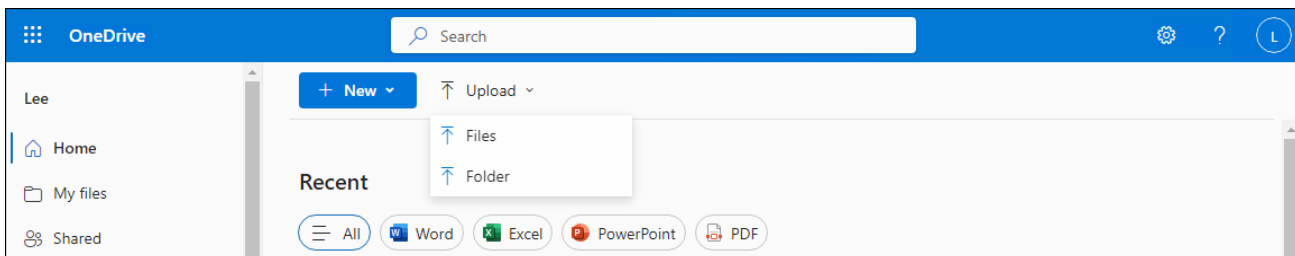 OneDrive
Search
L
Lee
+ New
Upload
Home
Files
Folder
My files
Recent
Shared
All
Word
Excel
PowerPoint
PDF